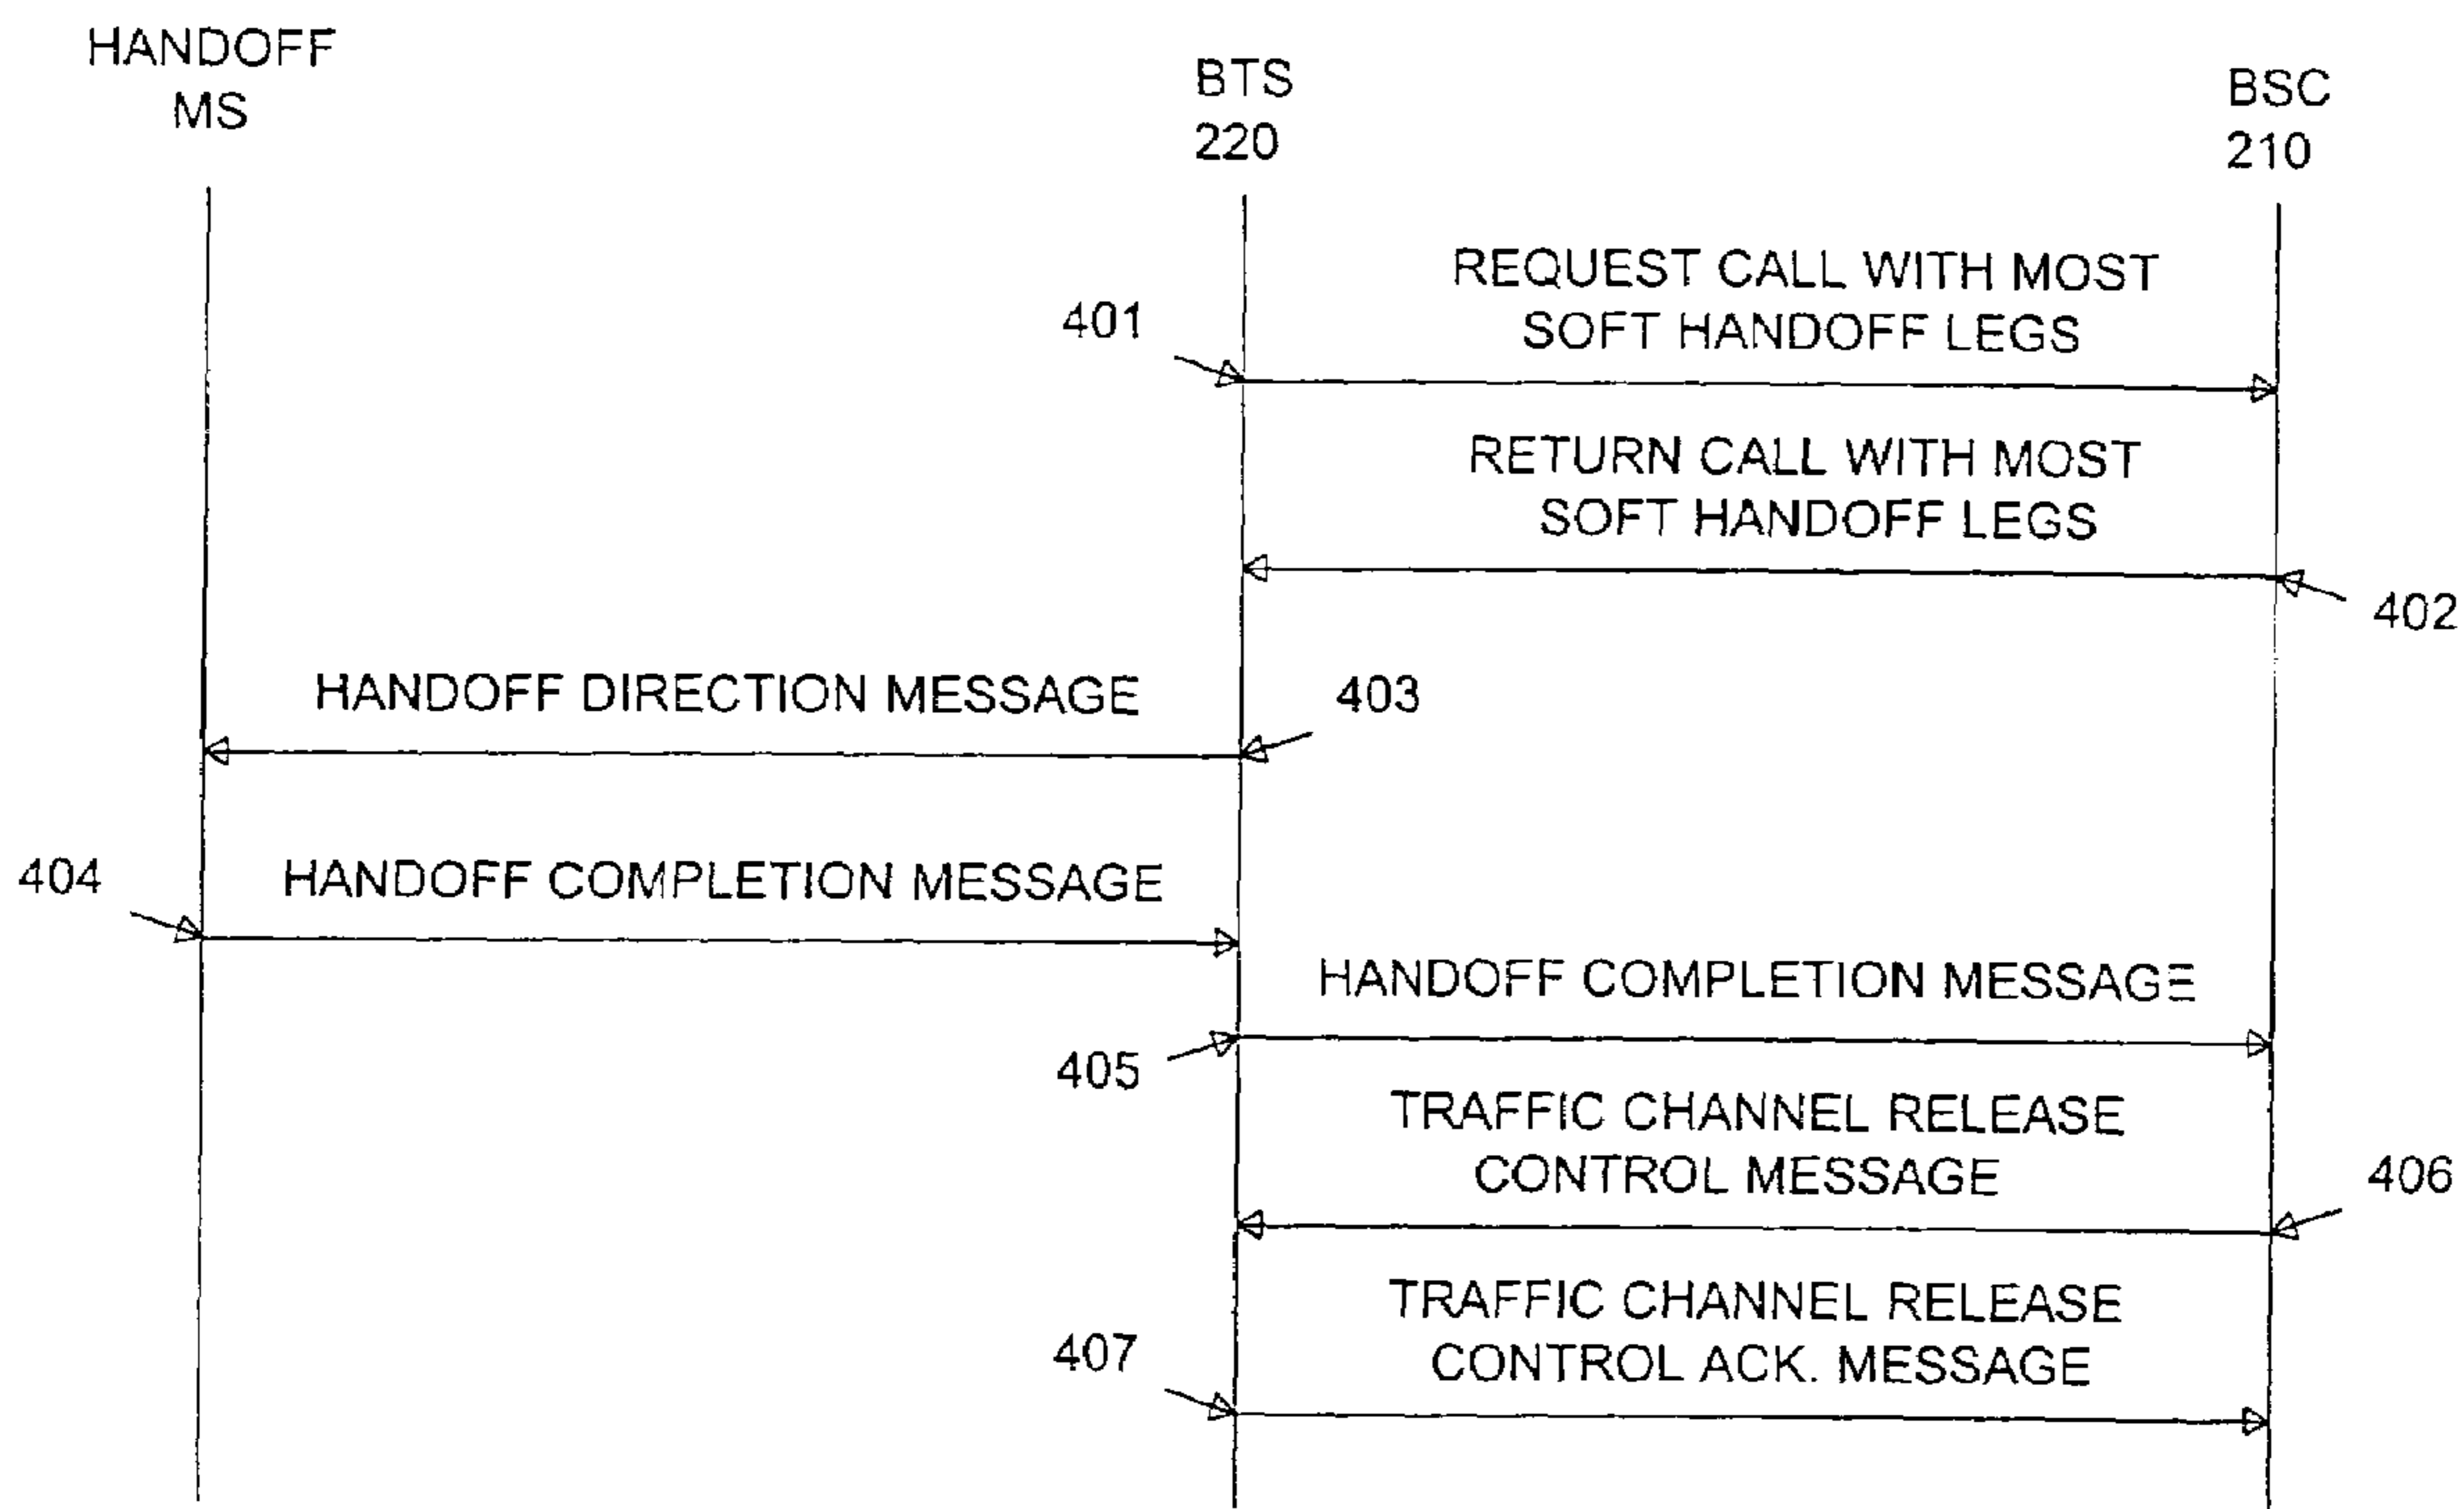 HANDOFF
MS
BTS
220
BSC
210
REQUEST CALL WITH MOST
SOFT HANDOFF LEGS
401
RETURN CALL WITH MOST
SOFT HANDOFF LEGS
402
HANDOFF DIRECTION MESSAGE
403
404
HANDOFF COMPLETION MESSAGE
HANDOFF COMPLETION MESSAGE
405
TRAFFIC CHANNEL RELEASE
CONTROL MESSAGE
406
TRAFFIC CHANNEL RELEASE
CONTROL ACK. MESSAGE
407